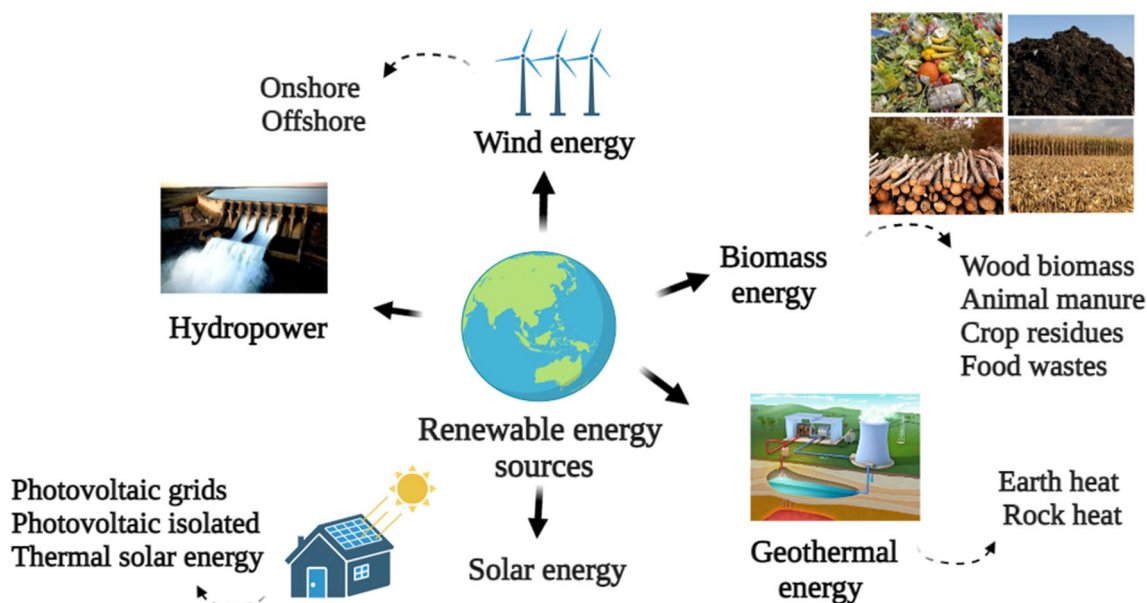 Onshore
Offshore
Wind energy
Hydropower
Biomass
energy
Wood biomass
Animal manure
Crop residues
Food wastes
Renewable energy
sources
Photovoltaic grids
Photovoltaic isolated
Thermal solar energy
Solar energy
Geothermal
energy
Earth heat
Rock heat